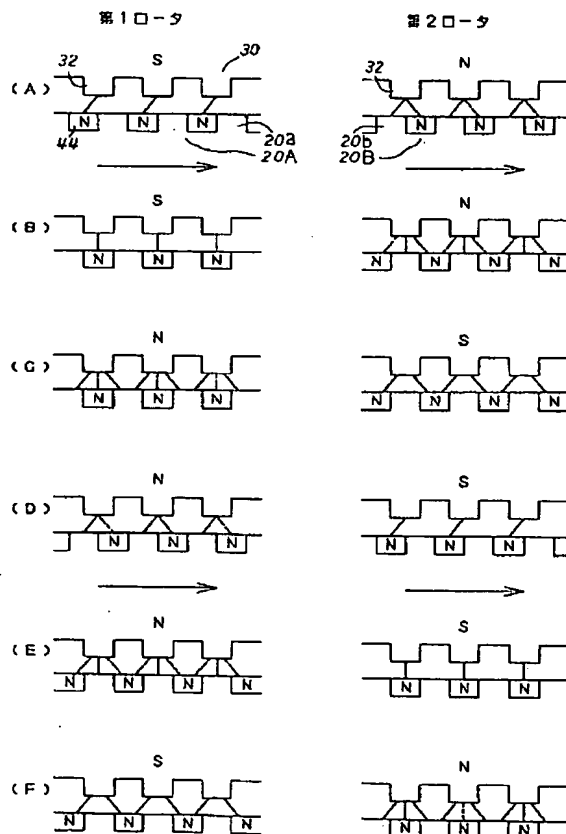 第1ロータ 第2ロータ
S 30 N
(A) 32 32
N N N N N N
44 20a 20b
20A 20B
(B) S N
N N N N N N N
(C) N S
N N N N N N N
(D) N S
N N N N N N
(E) N S
N N N N N N N
(F) S N
N N N N N N N